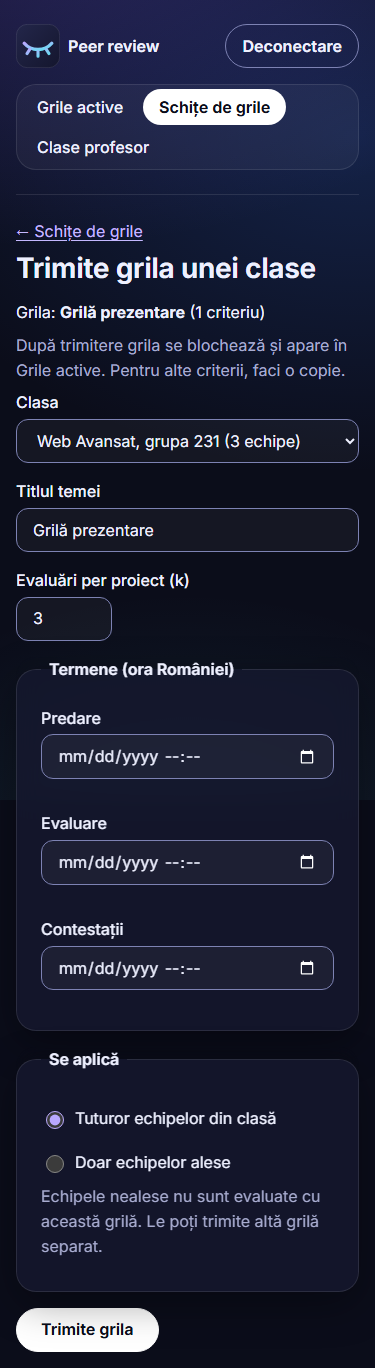 Peer review
Deconectare
Grile active
Schițe de grile
Clase profesor
← Schițe de grile
Trimite grila unei clase
Grila: Grilă prezentare (1 criteriu)
După trimitere grila se blochează și apare în
Grile active. Pentru alte criterii, faci o copie.
Clasa
Web Avansat, grupa 231 (3 echipe)
Titlul temei
Grilă prezentare
Evaluări per proiect (k)
3
Termene (ora României)
Predare
mm/dd/yyyy --:--
Evaluare
mm/dd/yyyy --:--
Contestații
mm/dd/yyyy --:--
Se aplică
Tuturor echipelor din clasă
Doar echipelor alese
Echipele nealese nu sunt evaluate cu
această grilă. Le poți trimite altă grilă
separat.
Trimite grila